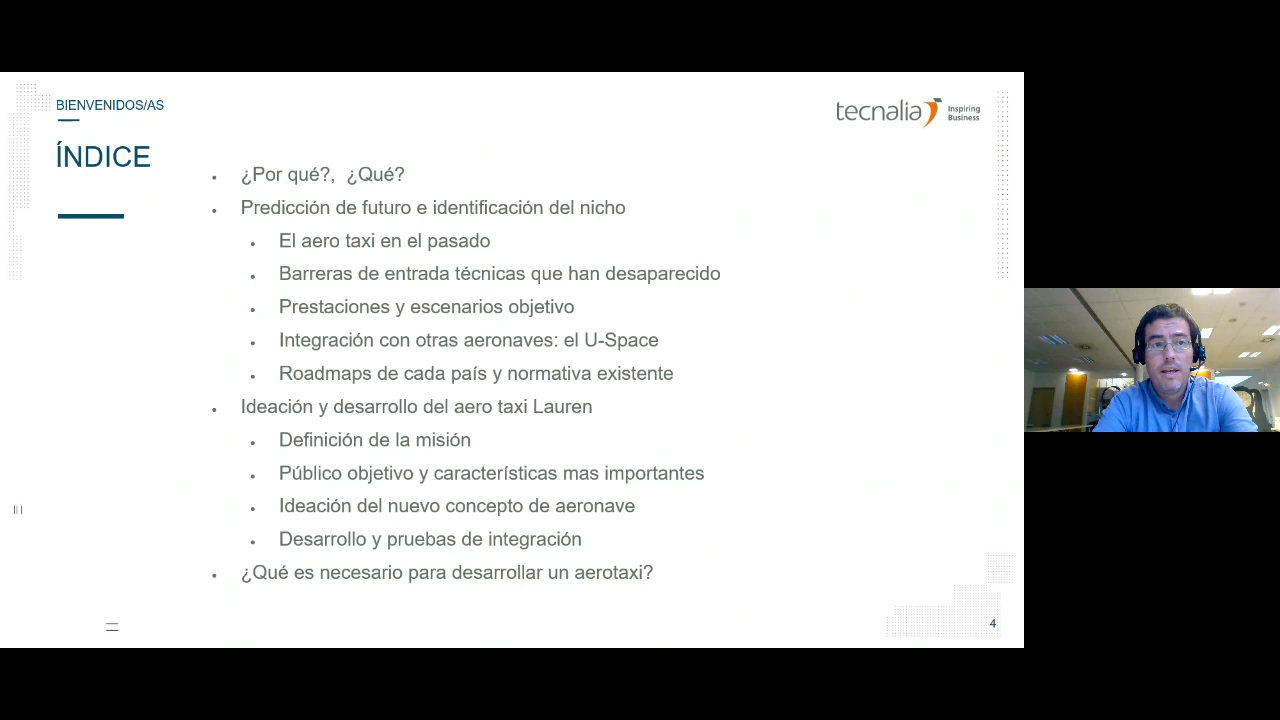 BIENVENIDOS/AS
tecnalia Inspiring
Business
ÍNDICE
• ¿Por qué?, ¿Qué?
• Predicción de futuro e identificación del nicho
• El aero taxi en el pasado
• Barreras de entrada técnicas que han desaparecido
• Prestaciones y escenarios objetivo
• Integración con otras aeronaves: el U-Space
• Roadmaps de cada país y normativa existente
• Ideación y desarrollo del aero taxi Lauren
• Definición de la misión
• Público objetivo y características mas importantes
• Ideación del nuevo concepto de aeronave
• Desarrollo y pruebas de integración
• ¿Qué es necesario para desarrollar un aerotaxi?
4